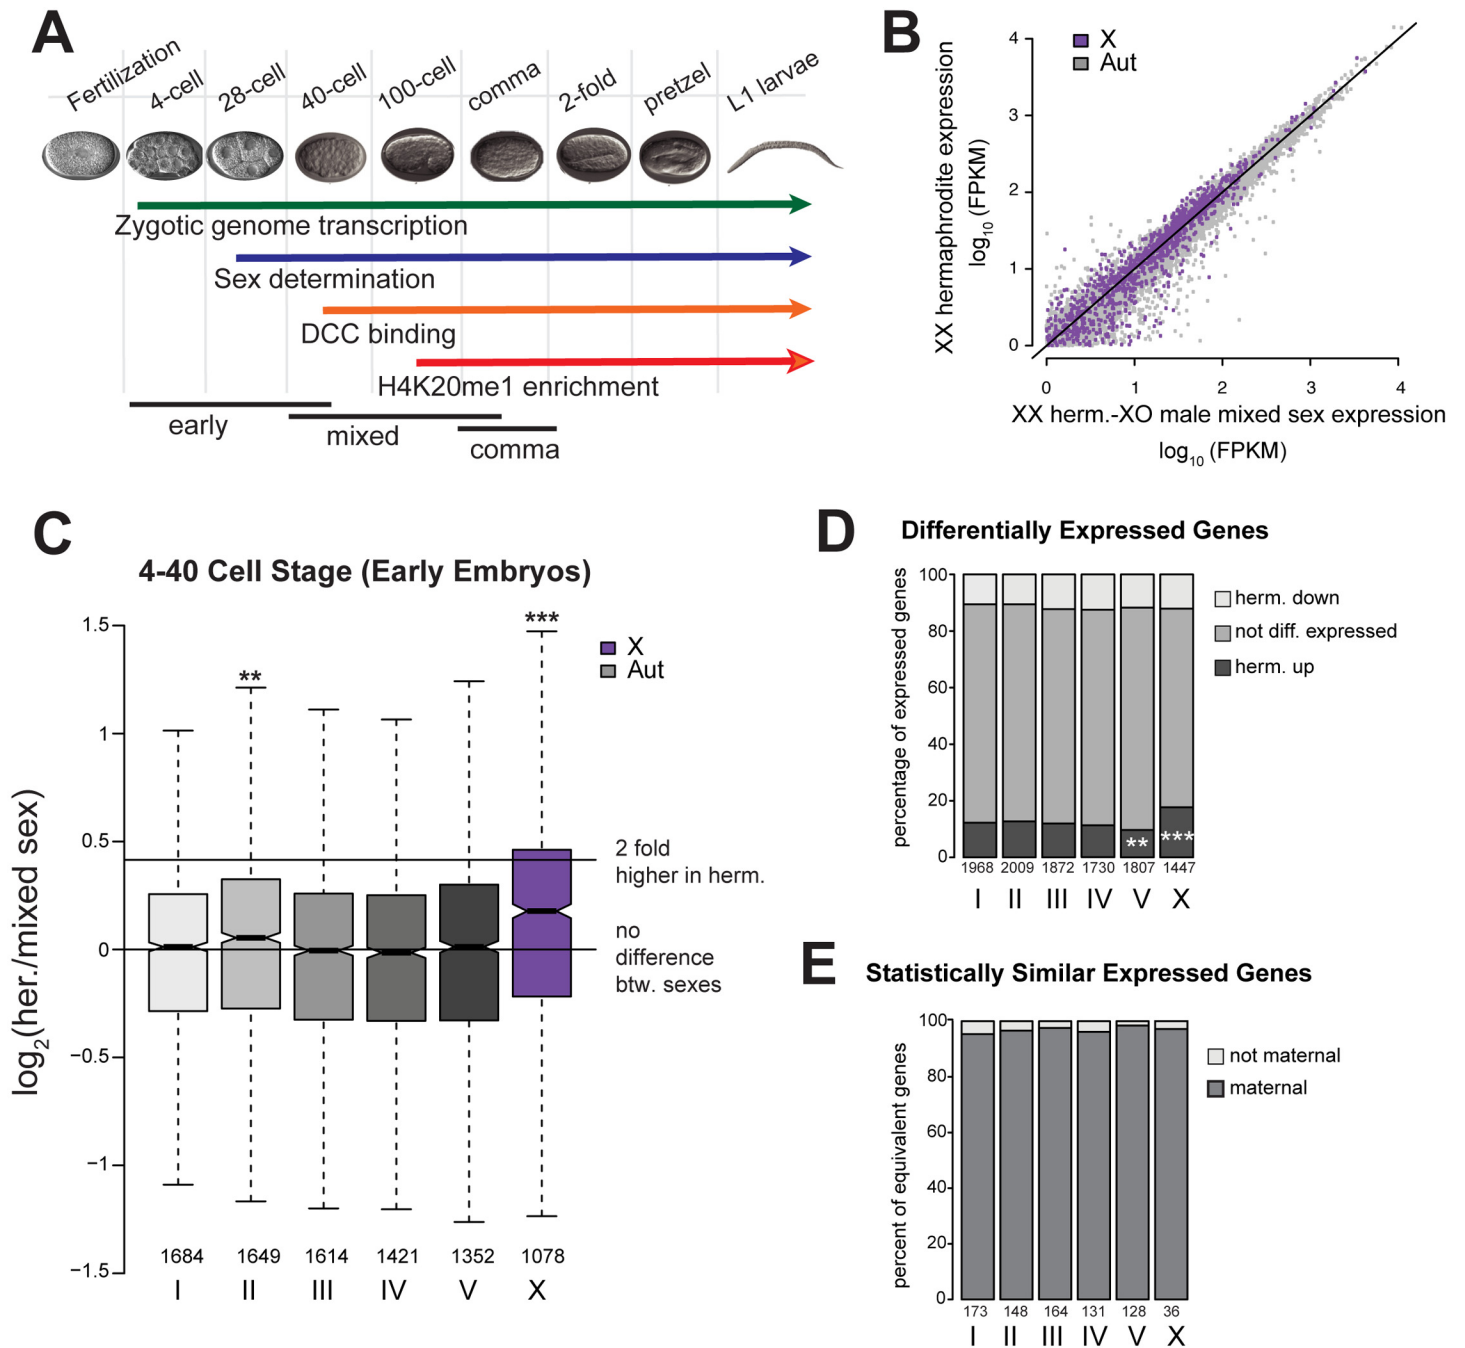 A
Fertilization
4-cell
28-cell
40-cell
100-cell
comma
2-fold
pretzel
L1 larvae
Zygotic genome transcription
Sex determination
DCC binding
H4K20me1 enrichment
early
mixed
comma
B
X
Aut
XX hermaphrodite expression
log10 (FPKM)
4
3
2
1
0
0 1 2 3 4
XX herm.-XO male mixed sex expression
log10 (FPKM)
C
4-40 Cell Stage (Early Embryos)
log2(her./mixed sex)
1.5
1
0.5
0
−0.5
−1
−1.5
**
***
X
Aut
2 fold
higher in herm.
no
difference
btw. sexes
1684 1649 1614 1421 1352 1078
I II III IV V X
D
Differentially Expressed Genes
percentage of expressed genes
100
80
60
40
20
0
** ***
herm. down
not diff. expressed
herm. up
1968 2009 1872 1730 1807 1447
I II III IV V X
E
Statistically Similar Expressed Genes
percent of equivalent genes
100
80
60
40
20
0
not maternal
maternal
173 148 164 131 128 36
I II III IV V X